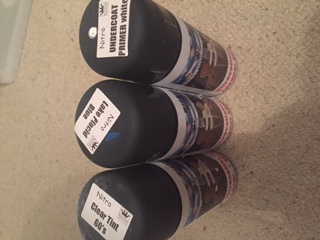 Nitro
UNDERCOAT
PRIMER white
Lake Placid
Blue
Nitro
Nitro
Clear Tint
60's